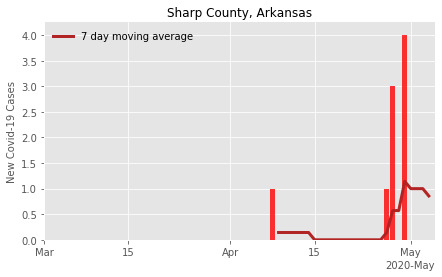 Sharp County, Arkansas
7 day moving average
New Covid-19 Cases
4.0
3.5
3.0
2.5
2.0
1.5
1.0
0.5
0.0
Mar 15 Apr 15 May
2020-May